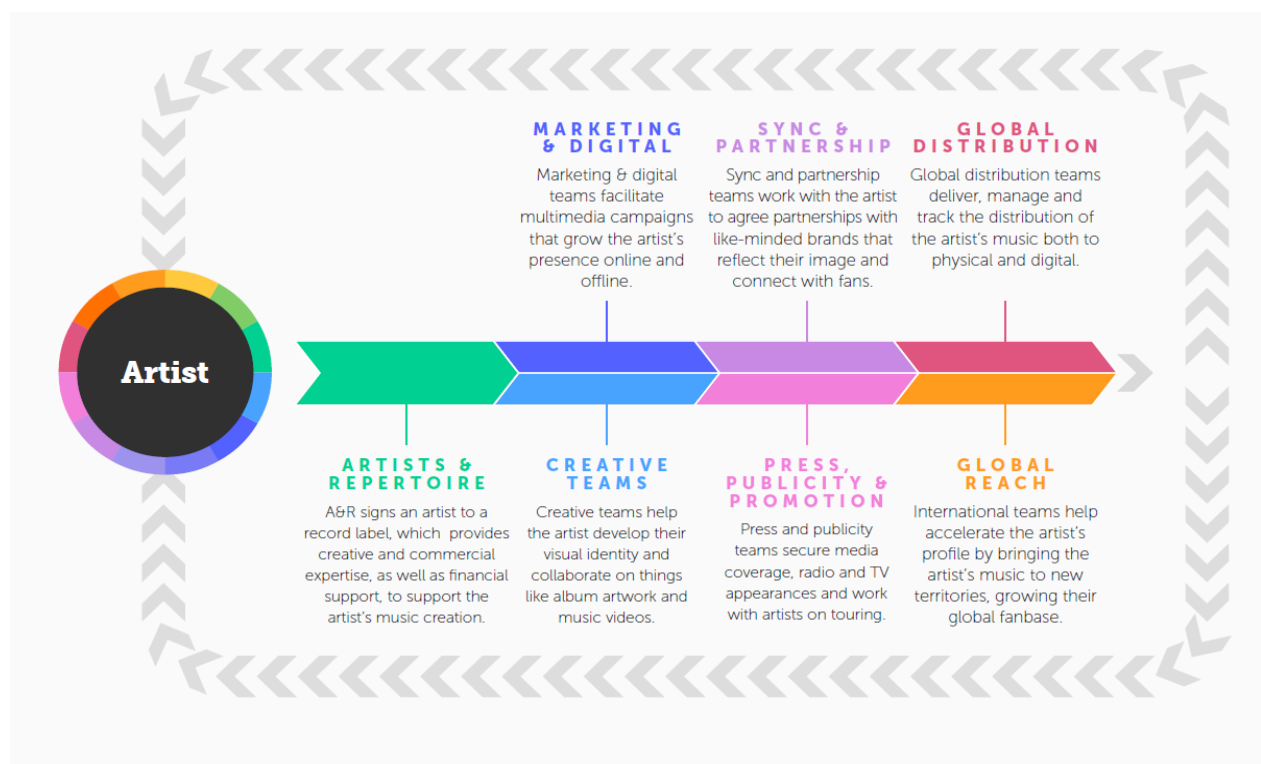 MARKETING
& DIGITAL
Marketing & digital
teams facilitate
multimedia campaigns
that grow the artist's
presence online and
offline.
SYNC &
PARTNERSHIP
Sync and partnership
teams work with the artist
to agree partnerships with
like-minded brands that
reflect their image and
connect with fans.
GLOBAL
DISTRIBUTION
Global distribution teams
deliver, manage and
track the distribution of
the artist's music both to
physical and digital.
Artist
ARTISTS &
REPERTOIRE
A&R signs an artist to a
record label, which provides
creative and commercial
expertise, as well as financial
support, to support the
artist's music creation.
CREATIVE
TEAMS
Creative teams help
the artist develop their
visual identity and
collaborate on things
like album artwork and
music videos.
PRESS,
PUBLICITY &
PROMOTION
Press and publicity
teams secure media
coverage, radio and TV
appearances and work
with artists on touring.
GLOBAL
REACH
International teams help
accelerate the artist's
profile by bringing the
artist's music to new
territories, growing their
global fanbase.